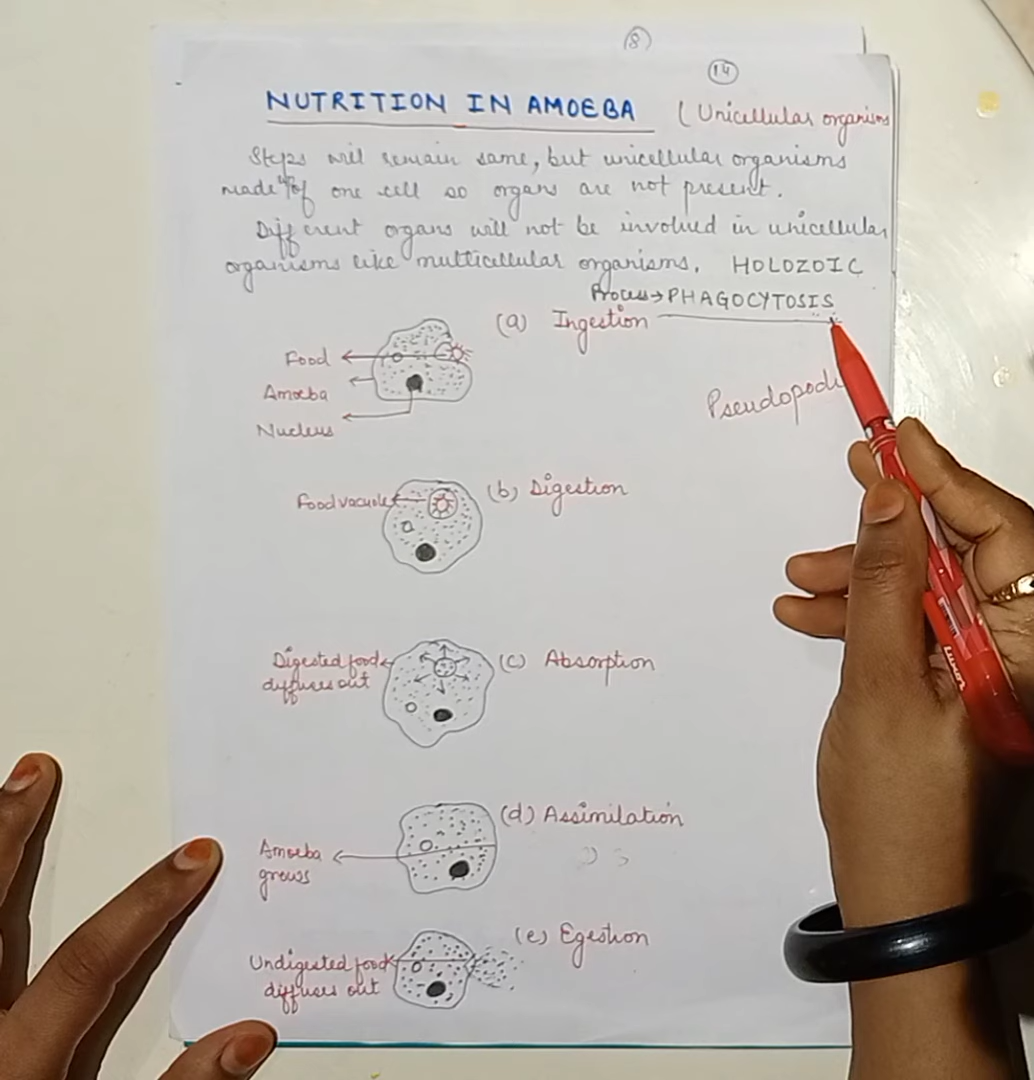 8
14
NUTRITION IN AMOEBA (Unicellular organisms
Steps will remain same, but unicellular organisms
made up of one cell so organs are not present.
Different organs will not be involved in unicellular
organisms like multicellular organisms. HOLOZOIC
Process→PHAGOCYTOSIS
(a) Ingestion
Food
Amoeba
Nucleus
Pseudopodi
Food vacuole
(b) Digestion
Digested food
diffuses out
(c) Absorption
(d) Assimilation
Amoeba
grows
(e) Egestion
Undigested food
diffuses out
Luxor